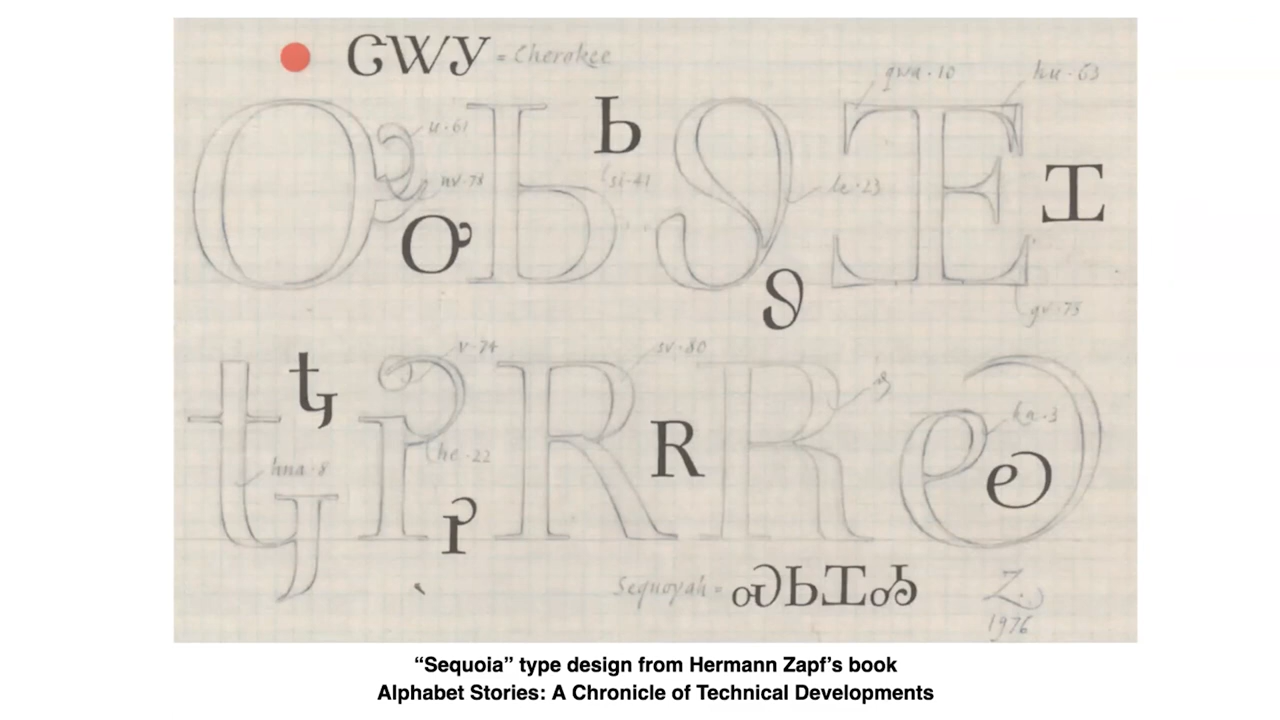 ᏣᎳᎩ = Cherokee
qwa·10 hu·63
u·61 Ꮟ
nv·78 si·41 le·23 Ꮖ
Ꭴ
Ꮽ
gv·75
Ꮏ v·74 sv·80
hna·8 he·22 R ka·3
Ꭷ
Ꭵ
Sequoyah = ᏍᏏᏆᏯ
Z.
1976
“Sequoia” type design from Hermann Zapf’s book
Alphabet Stories: A Chronicle of Technical Developments